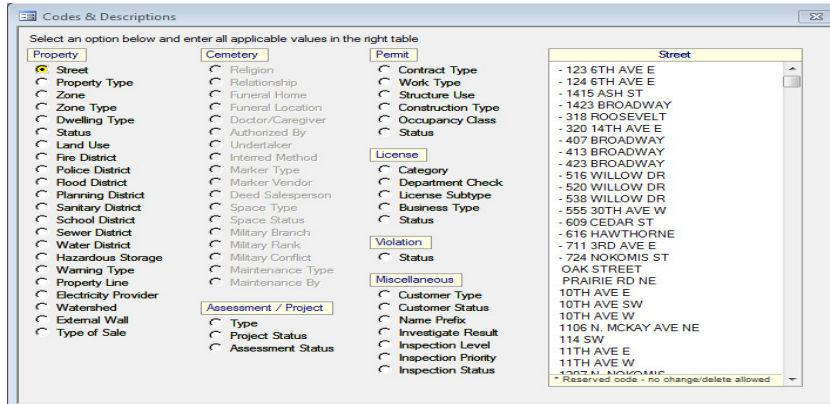 Codes & Descriptions
Select an option below and enter all applicable values in the right table
Property
Street
Property Type
Zone
Zone Type
Dwelling Type
Status
Land Use
Fire District
Police District
Flood District
Planning District
Sanitary District
School District
Sewer District
Water District
Hazardous Storage
Warning Type
Property Line
Electricity Provider
Watershed
External Wall
Type of Sale
Cemetery
Religion
Relationship
Funeral Home
Funeral Location
Doctor/Caregiver
Authorized By
Undertaker
Interred Method
Marker Type
Marker Vendor
Deed Salesperson
Space Type
Space Status
Military Branch
Military Rank
Military Conflict
Maintenance Type
Maintenance By
Assessment / Project
Type
Project Status
Assessment Status
Permit
Contract Type
Work Type
Structure Use
Construction Type
Occupancy Class
Status
License
Category
Department Check
License Subtype
Business Type
Status
Violation
Status
Miscellaneous
Customer Type
Customer Status
Name Prefix
Investigate Result
Inspection Level
Inspection Priority
Inspection Status
Street
- 123 6TH AVE E
- 124 6TH AVE E
- 1415 ASH ST
- 1423 BROADWAY
- 318 ROOSEVELT
- 320 14TH AVE E
- 407 BROADWAY
- 413 BROADWAY
- 423 BROADWAY
- 516 WILLOW DR
- 520 WILLOW DR
- 538 WILLOW DR
- 555 30TH AVE W
- 609 CEDAR ST
- 616 HAWTHORNE
- 711 3RD AVE E
- 724 NOKOMIS ST
OAK STREET
PRAIRIE RD NE
10TH AVE E
10TH AVE SW
10TH AVE W
1106 N. MCKAY AVE NE
114 SW
11TH AVE E
11TH AVE W
* Reserved code - no change/delete allowed